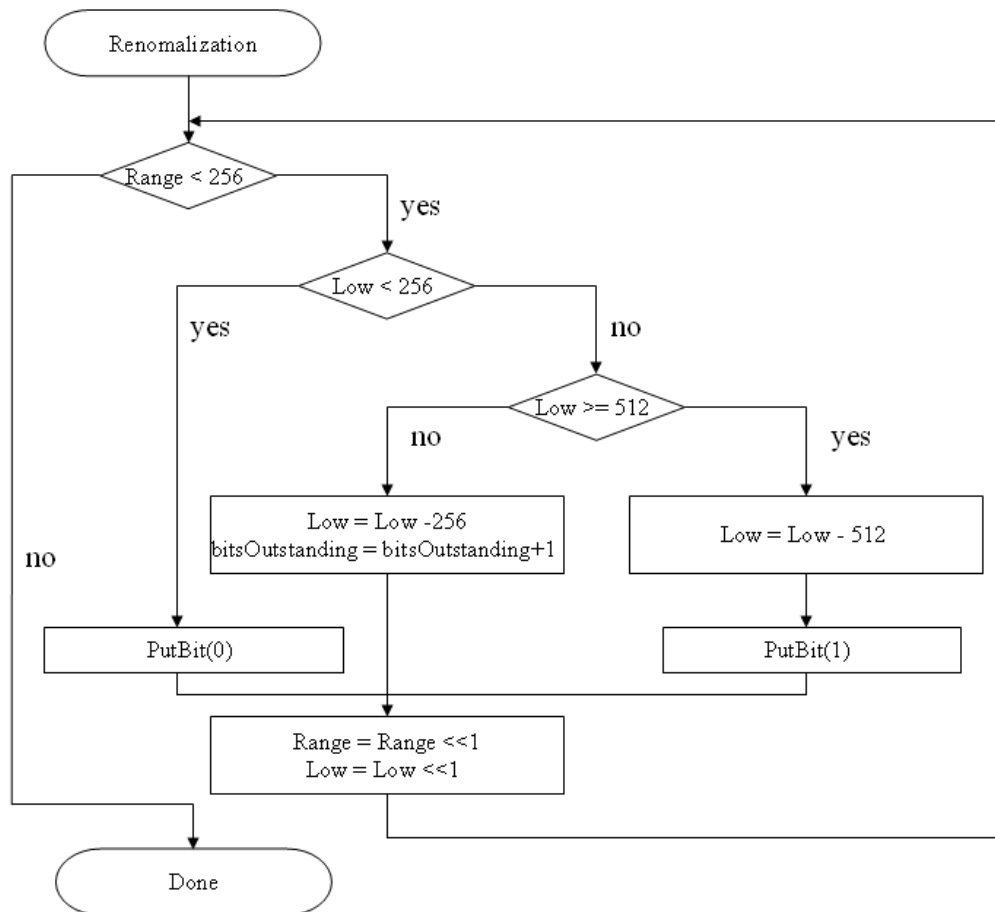 Renomalization
Range < 256
yes
Low < 256
yes
no
Low >= 512
no
yes
Low = Low -256
bitsOutstanding = bitsOutstanding+1
Low = Low - 512
no
PutBit(0)
PutBit(1)
Range = Range <<1
Low = Low <<1
Done